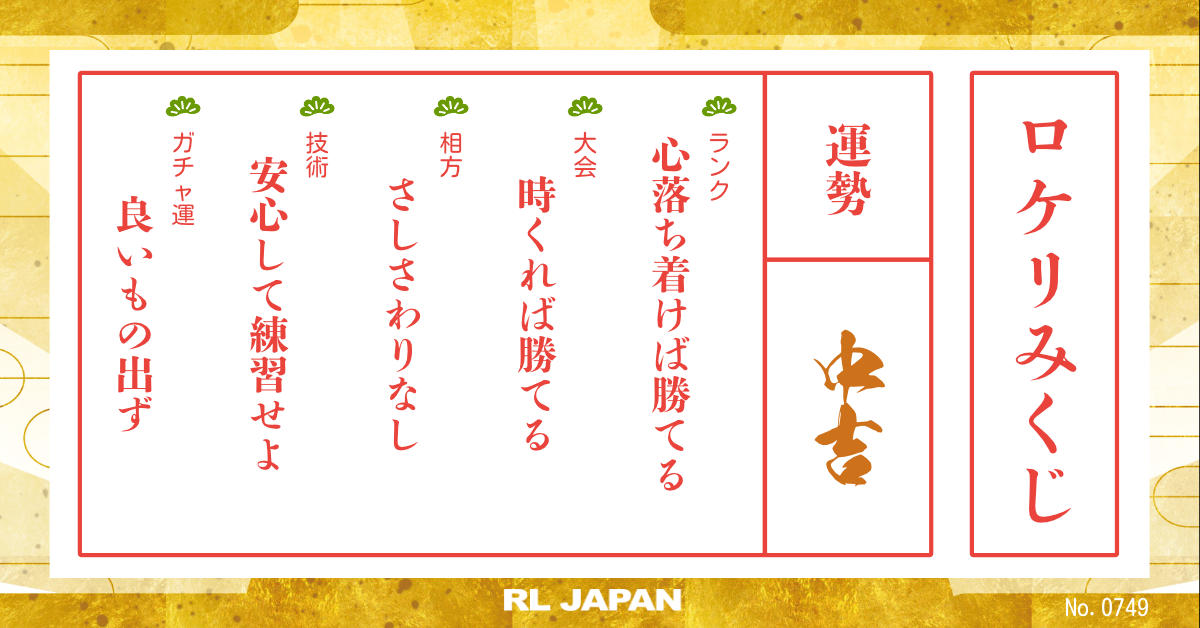 ロケリみくじ
運勢
中吉
ランク
心落ち着けば勝てる
大会
時くれば勝てる
相方
さしさわりなし
技術
安心して練習せよ
ガチャ運
良いもの出ず
RL JAPAN
No. 0749